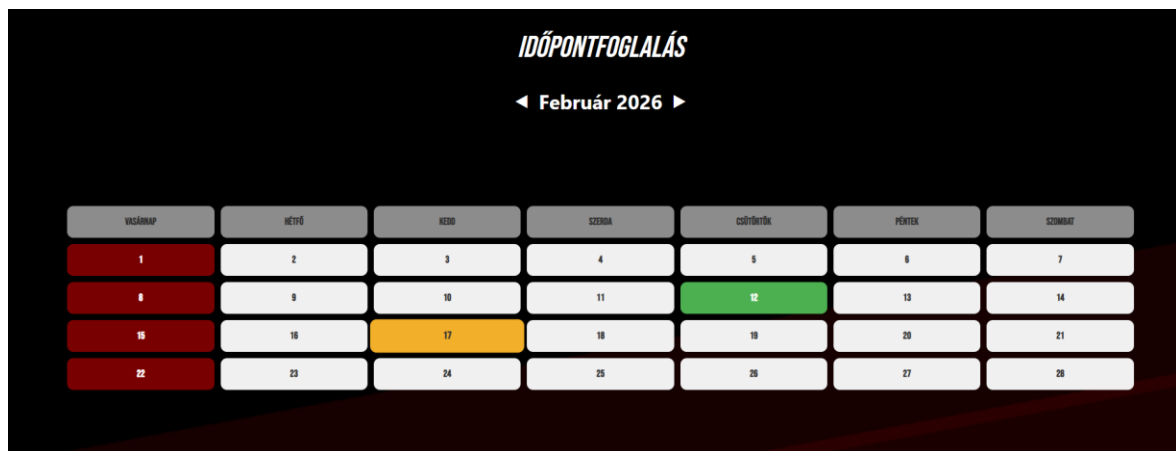 IDŐPONTFOGLALÁS
◀ Február 2026 ▶
VASÁRNAP HÉTFŐ KEDD SZERDA CSÜTÖRTÖK PÉNTEK SZOMBAT
1 2 3 4 5 6 7
8 9 10 11 12 13 14
15 16 17 18 19 20 21
22 23 24 25 26 27 28